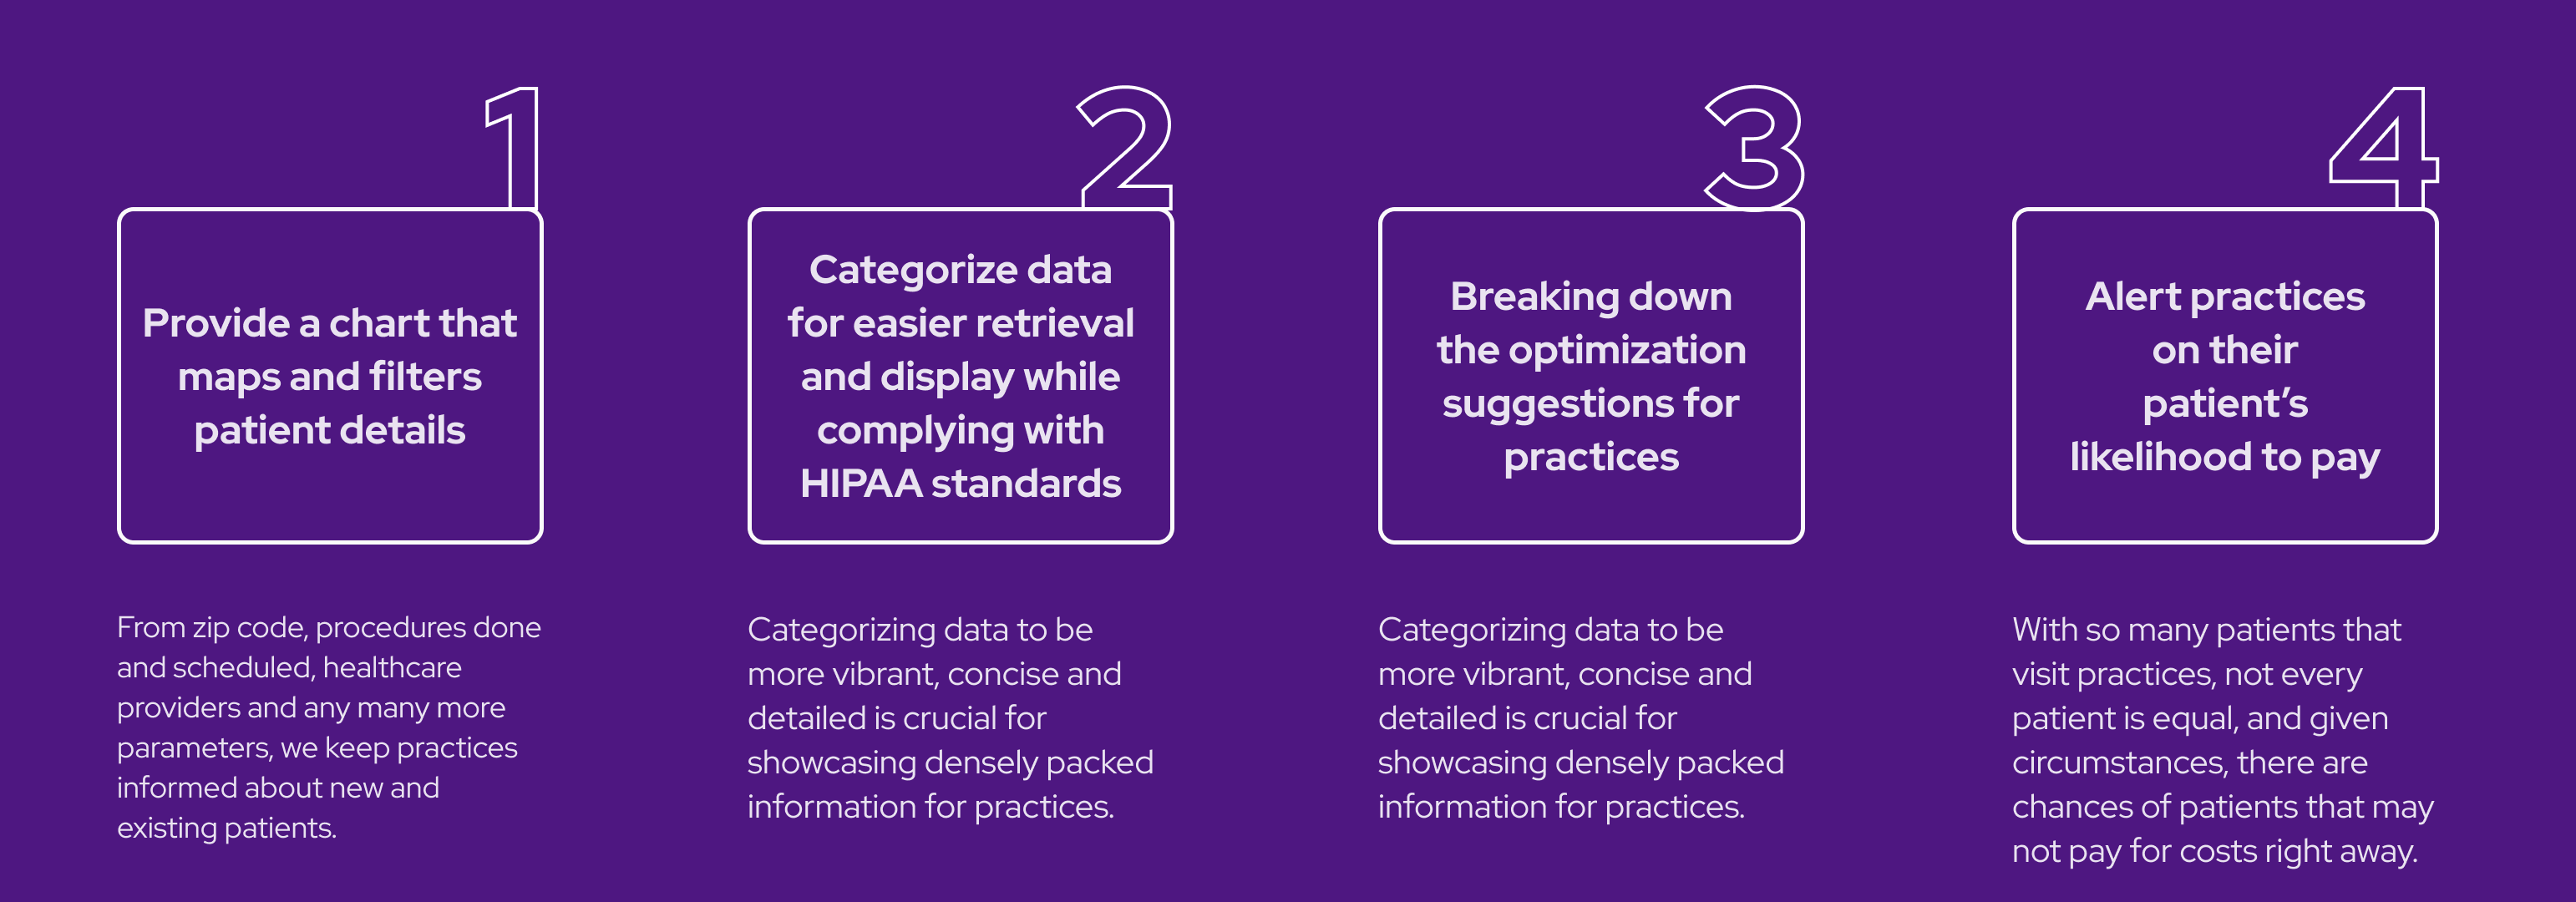 1
Provide a chart that
maps and filters
patient details
From zip code, procedures done
and scheduled, healthcare
providers and any many more
parameters, we keep practices
informed about new and
existing patients.
2
Categorize data
for easier retrieval
and display while
complying with
HIPAA standards
Categorizing data to be
more vibrant, concise and
detailed is crucial for
showcasing densely packed
information for practices.
3
Breaking down
the optimization
suggestions for
practices
Categorizing data to be
more vibrant, concise and
detailed is crucial for
showcasing densely packed
information for practices.
4
Alert practices
on their
patient’s
likelihood to pay
With so many patients that
visit practices, not every
patient is equal, and given
circumstances, there are
chances of patients that may
not pay for costs right away.